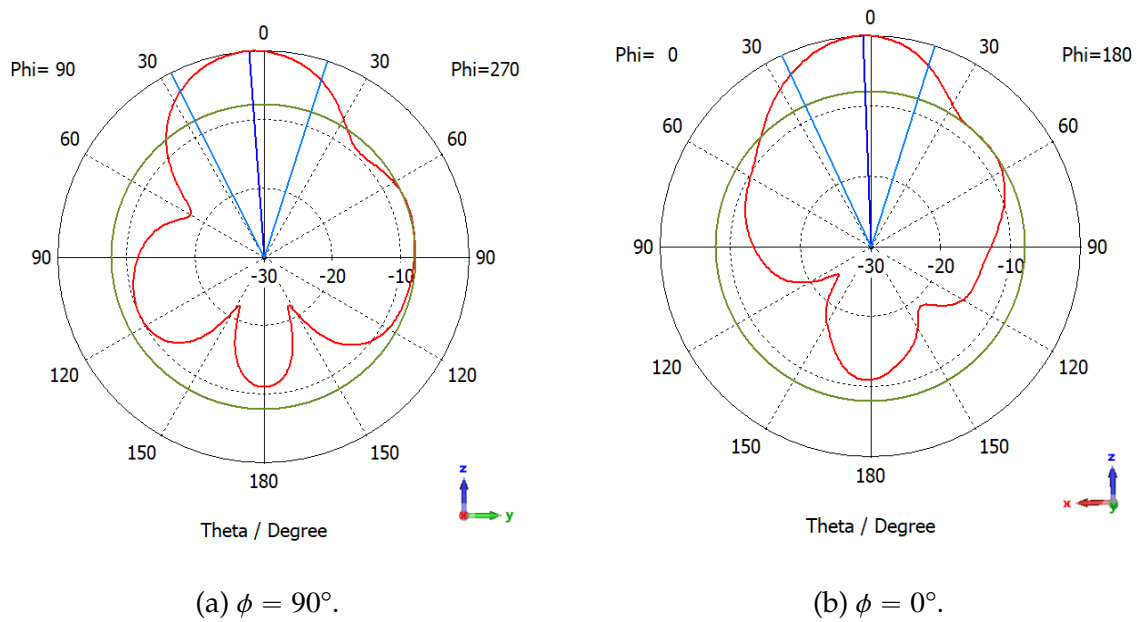 0
30
30
Phi= 90
Phi=270
60
60
90
90
-30
-20
-10
120
120
150
150
180
Theta / Degree
z
x
y
(a) ϕ = 90°.
0
30
30
Phi= 0
Phi=180
60
60
90
90
-30
-20
-10
120
120
150
150
180
Theta / Degree
z
x
y
(b) ϕ = 0°.